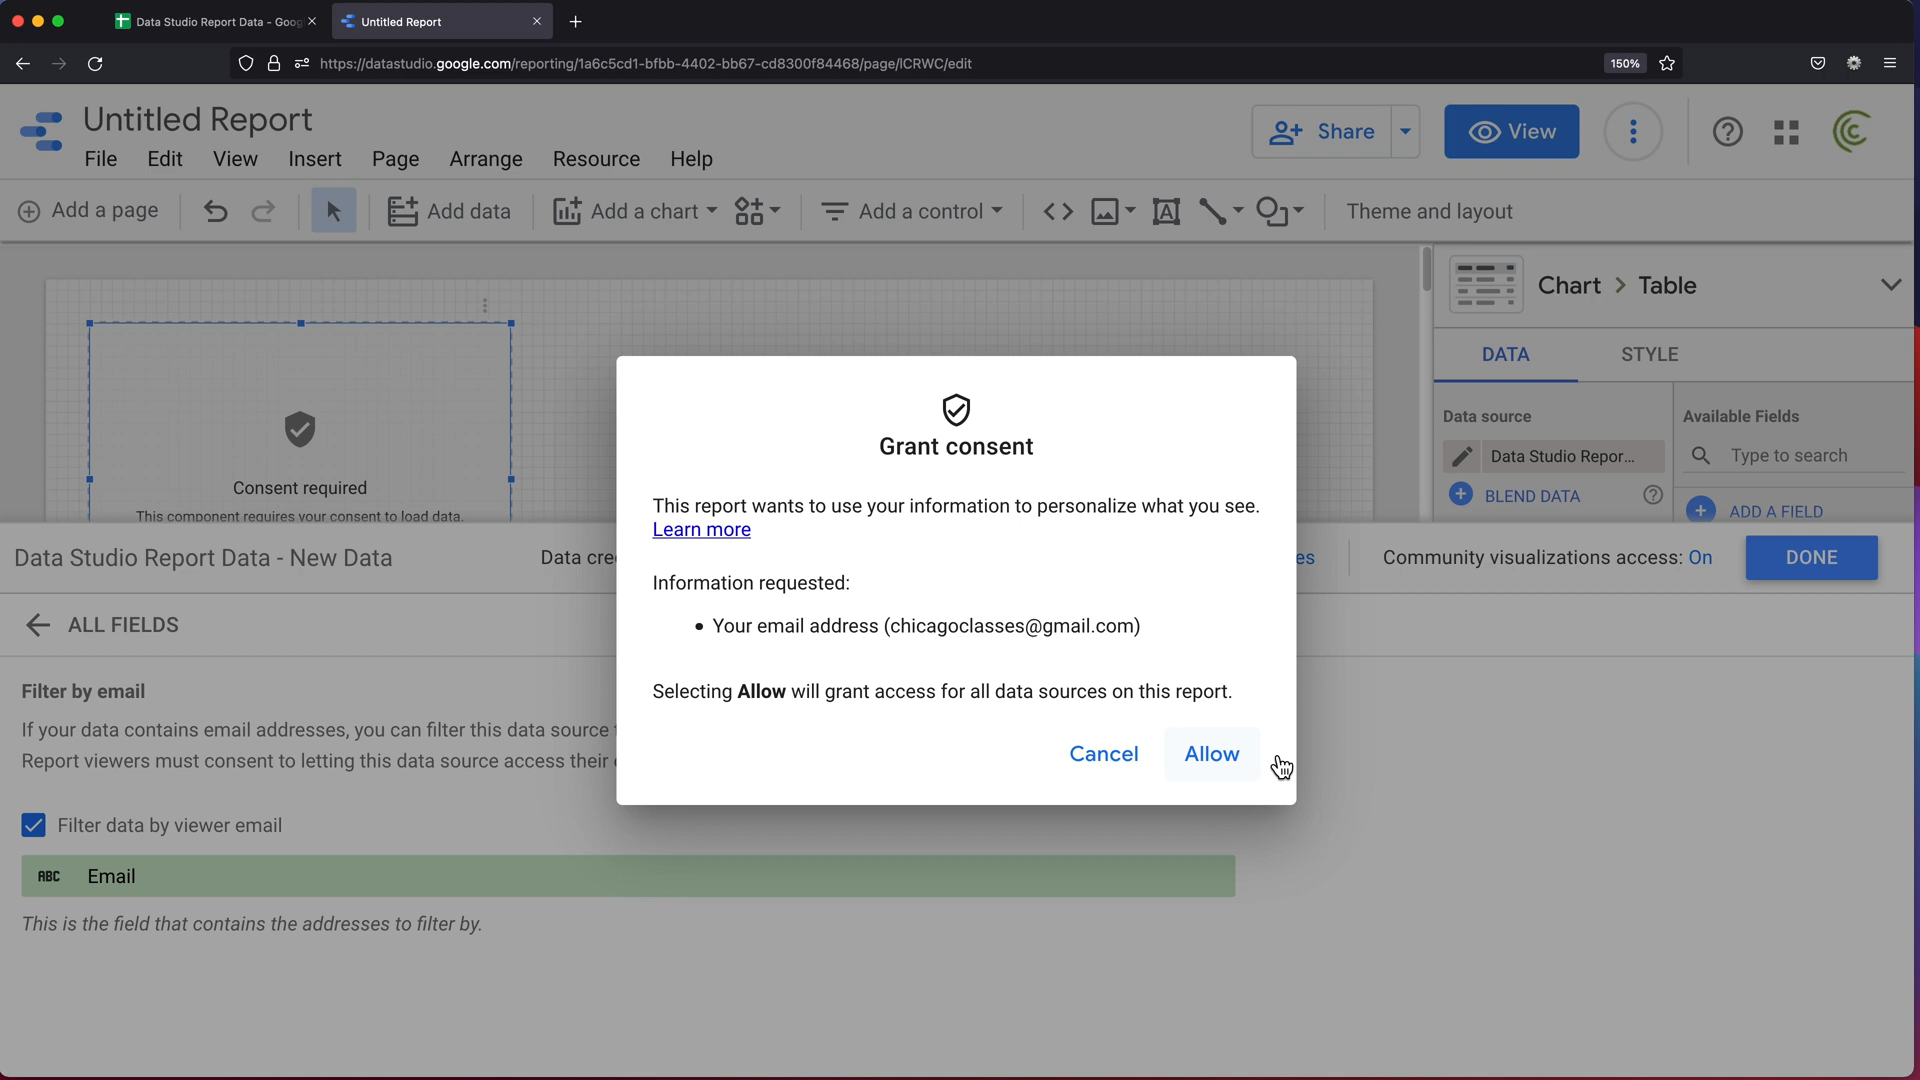 Data Studio Report Data - Goog
Untitled Report
https://datastudio.google.com/reporting/1a6c5cd1-bfbb-4402-bb67-cd8300f84468/page/ICRWC/edit
150%
Untitled Report
File Edit View Insert Page Arrange Resource Help
Share
View
Add a page
Add data
Add a chart
Add a control
Theme and layout
Chart > Table
DATA
STYLE
Data source
Available Fields
Data Studio Repor...
Type to search
BLEND DATA
ADD A FIELD
Consent required
This component requires your consent to load data.
Grant consent
This report wants to use your information to personalize what you see.
Learn more
Information requested:
• Your email address (chicagoclasses@gmail.com)
Selecting Allow will grant access for all data sources on this report.
Cancel
Allow
Data Studio Report Data - New Data
Data cre
es
Community visualizations access: On
DONE
ALL FIELDS
Filter by email
If your data contains email addresses, you can filter this data source
Report viewers must consent to letting this data source access their
Filter data by viewer email
ABC Email
This is the field that contains the addresses to filter by.